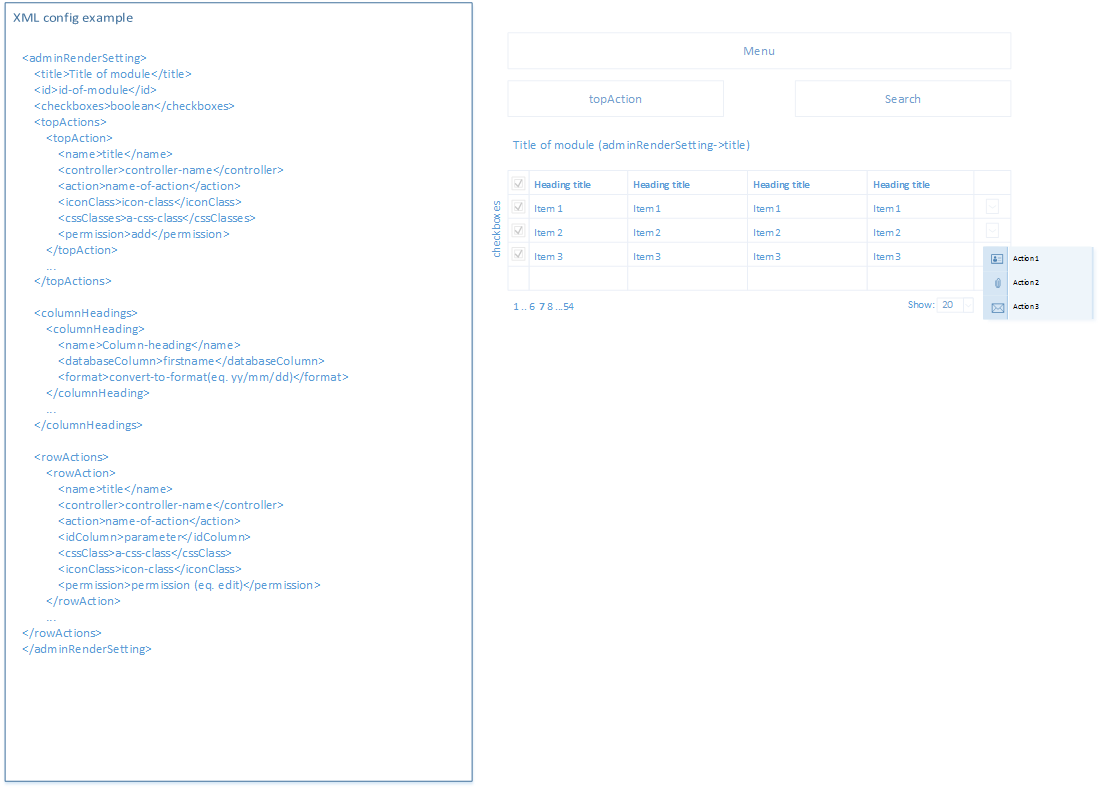 XML config example
<adminRenderSetting>
<title>Title of module</title>
<id>id-of-module</id>
<checkboxes>boolean</checkboxes>
<topActions>
<topAction>
<name>title</name>
<controller>controller-name</controller>
<action>name-of-action</action>
<iconClass>icon-class</iconClass>
<cssClasses>a-css-class</cssClasses>
<permission>add</permission>
</topAction>
...
</topActions>
<columnHeadings>
<columnHeading>
<name>Column-heading</name>
<databaseColumn>firstname</databaseColumn>
<format>convert-to-format(eq. yy/mm/dd)</format>
</columnHeading>
...
</columnHeadings>
<rowActions>
<rowAction>
<name>title</name>
<controller>controller-name</controller>
<action>name-of-action</action>
<idColumn>parameter</idColumn>
<cssClass>a-css-class</cssClass>
<iconClass>icon-class</iconClass>
<permission>permission (eq. edit)</permission>
</rowAction>
...
</rowActions>
</adminRenderSetting>
Menu
topAction Search
Title of module (adminRenderSetting->title)
checkboxes
Heading title Heading title Heading title Heading title
Item 1 Item 1 Item 1 Item 1
Item 2 Item 2 Item 2 Item 2
Item 3 Item 3 Item 3 Item 3
Action 1
Action 2
Action 3
1 .. 6 7 8 ...54 Show: 20